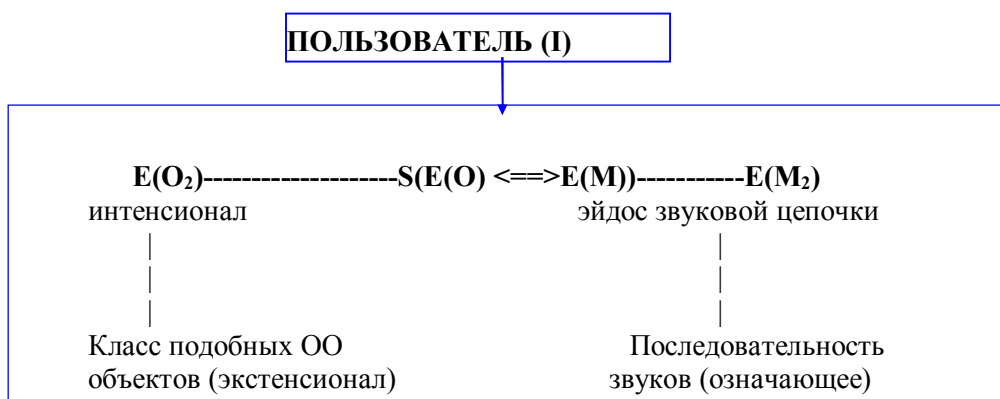 ПОЛЬЗОВАТЕЛЬ (I)
E(O₂)--------------------S(E(O) <==>E(M))-----------E(M₂)
интенсионал эйдос звуковой цепочки
| |
| |
| |
Класс подобных ОО Последовательность
объектов (экстенсионал) звуков (означающее)